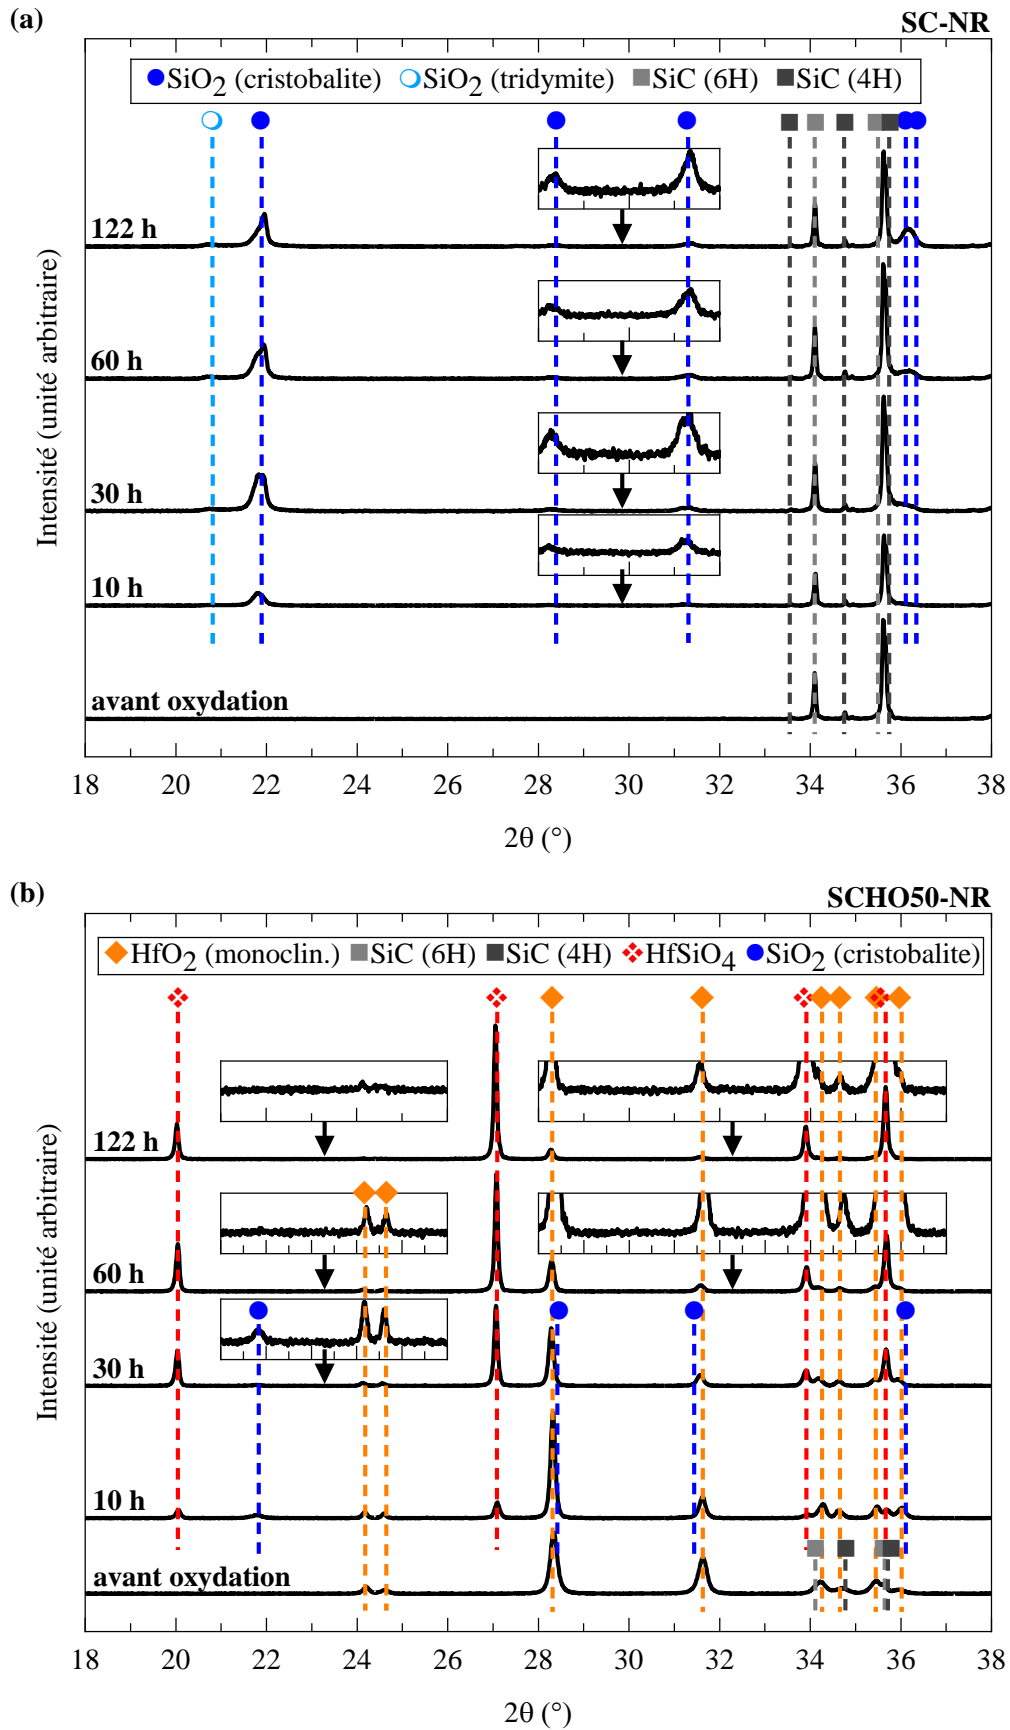 (a)
SC-NR
SiO2 (cristobalite) SiO2 (tridymite) SiC (6H) SiC (4H)
122 h
60 h
30 h
10 h
avant oxydation
Intensité (unité arbitraire)
18 20 22 24 26 28 30 32 34 36 38
2θ (°)
(b)
SCHO50-NR
HfO2 (monoclin.) SiC (6H) SiC (4H) HfSiO4 SiO2 (cristobalite)
122 h
60 h
30 h
10 h
avant oxydation
Intensité (unité arbitraire)
18 20 22 24 26 28 30 32 34 36 38
2θ (°)